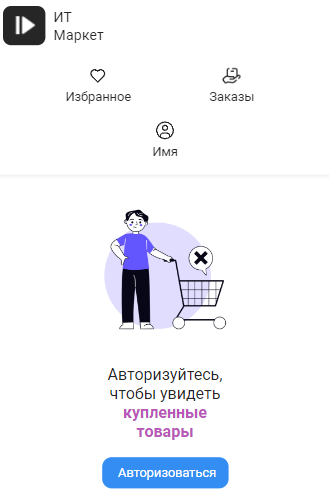 ИТ
Маркет
Избранное
Заказы
Имя
Авторизуйтесь,
чтобы увидеть
купленные
товары
Авторизоваться